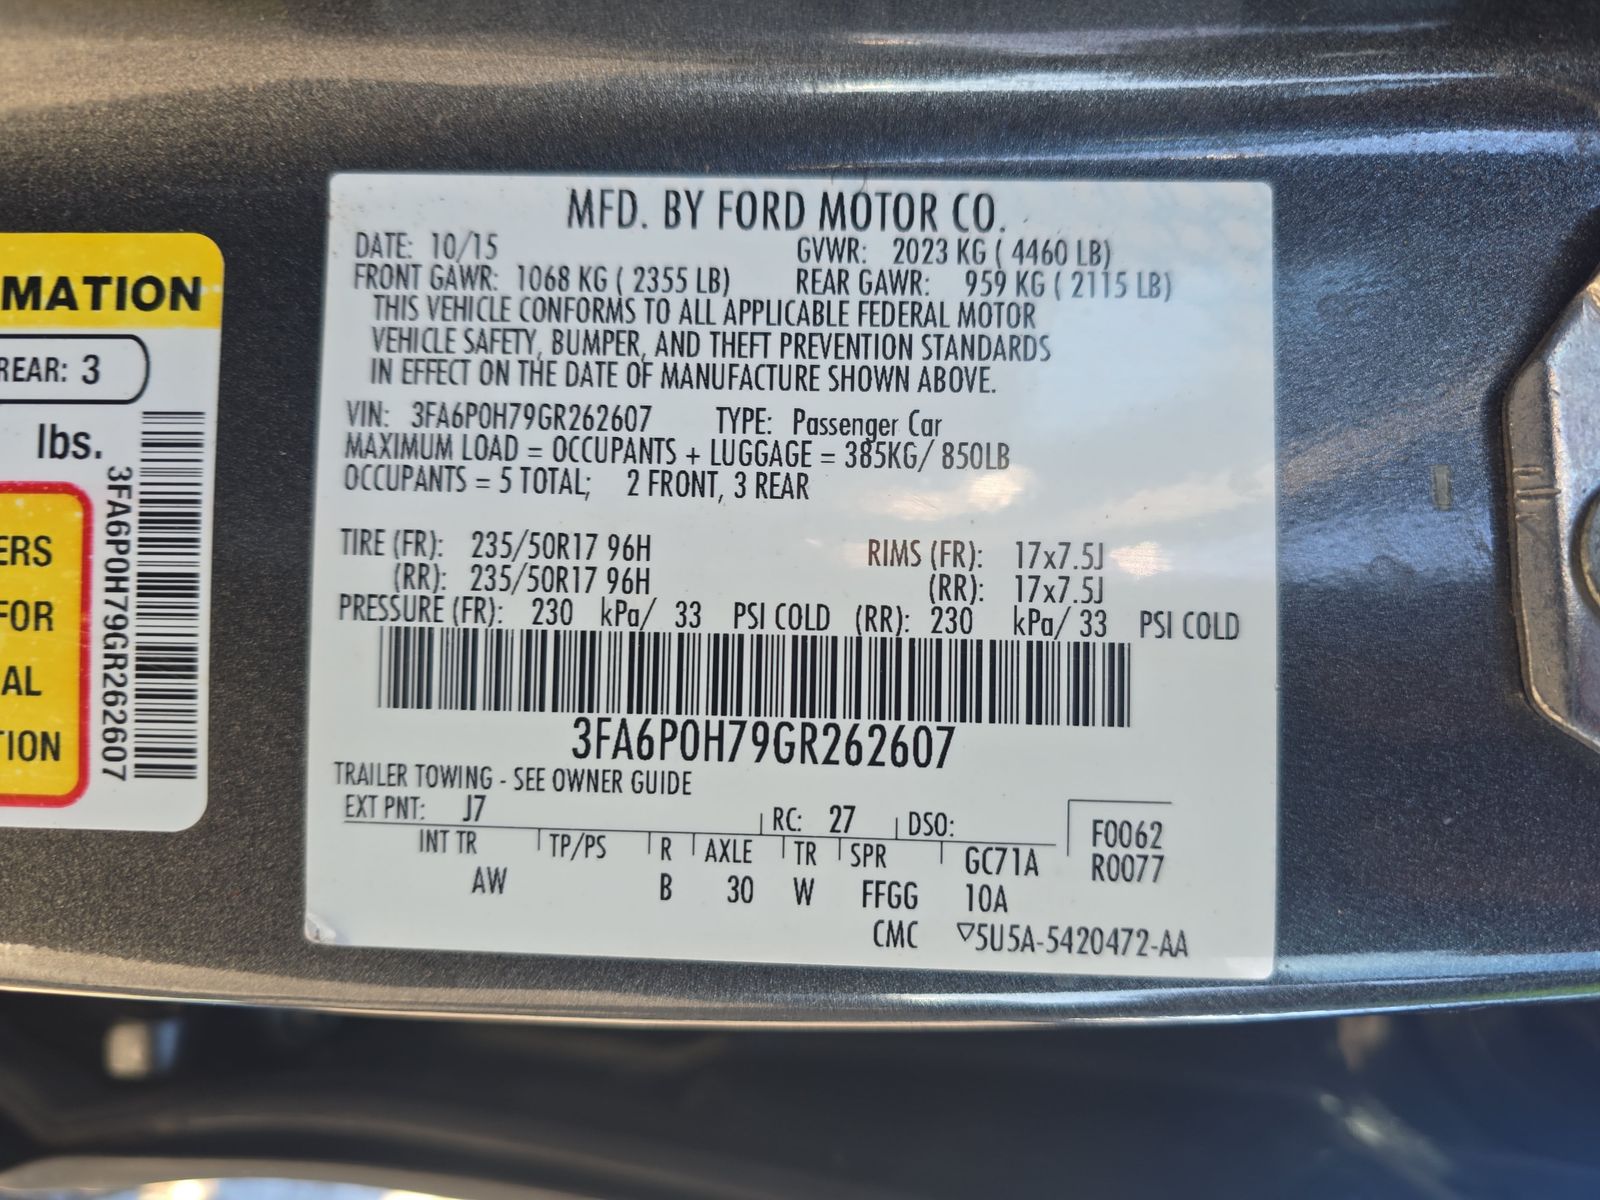 MATION
REAR: 3
lbs.
ERS
FOR
AL
TION
3FA6P0H79GR262607
MFD. BY FORD MOTOR CO.
DATE: 10/15 GVWR: 2023 KG ( 4460 LB)
FRONT GAWR: 1068 KG ( 2355 LB) REAR GAWR: 959 KG ( 2115 LB)
THIS VEHICLE CONFORMS TO ALL APPLICABLE FEDERAL MOTOR
VEHICLE SAFETY, BUMPER, AND THEFT PREVENTION STANDARDS
IN EFFECT ON THE DATE OF MANUFACTURE SHOWN ABOVE.
VIN: 3FA6P0H79GR262607 TYPE: Passenger Car
MAXIMUM LOAD = OCCUPANTS + LUGGAGE = 385KG/ 850LB
OCCUPANTS = 5 TOTAL; 2 FRONT, 3 REAR
TIRE (FR): 235/50R17 96H RIMS (FR): 17x7.5J
(RR): 235/50R17 96H (RR): 17x7.5J
PRESSURE (FR): 230 kPa/ 33 PSI COLD (RR): 230 kPa/ 33 PSI COLD
3FA6P0H79GR262607
TRAILER TOWING - SEE OWNER GUIDE
EXT PNT: J7 RC: 27 DSO: F0062
INT TR TP/PS R AXLE TR SPR GC71A R0077
AW B 30 W FFGG 10A
CMC ▽5U5A-5420472-AA